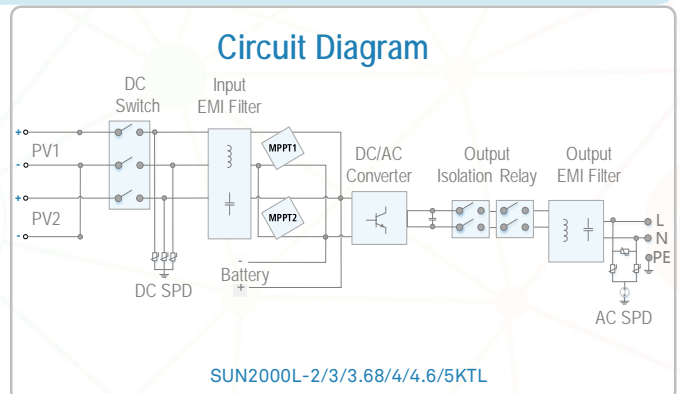 Circuit Diagram
DC
Switch
Input
EMI Filter
+
PV1
-
+
PV2
-
MPPT1
MPPT2
DC/AC
Converter
Output
Isolation Relay
Output
EMI Filter
L
N
PE
-
Battery
+
DC SPD
AC SPD
SUN2000L-2/3/3.68/4/4.6/5KTL